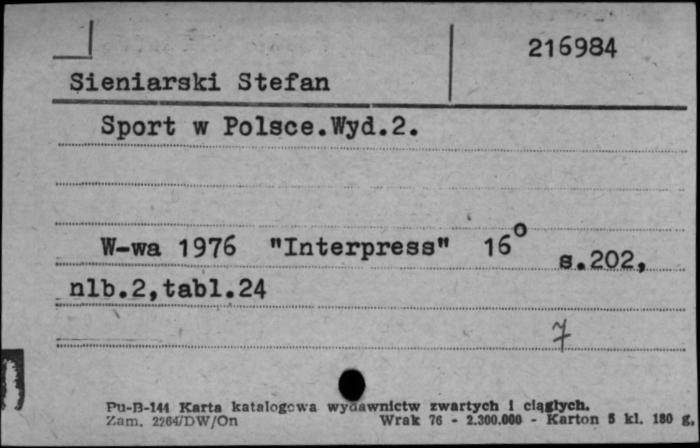 216984
Sieniarski Stefan
Sport w Polsce.Wyd.2.
W-wa 1976 "Interpress" 16° s.202,
nlb.2,tabl.24
7
Pu-B-144 Karta katalogowa wydawnictw zwartych i ciągłych.
Zam. 2264/DW/On Wrak 76 - 2.300.000 - Karton 5 kl. 180 g.